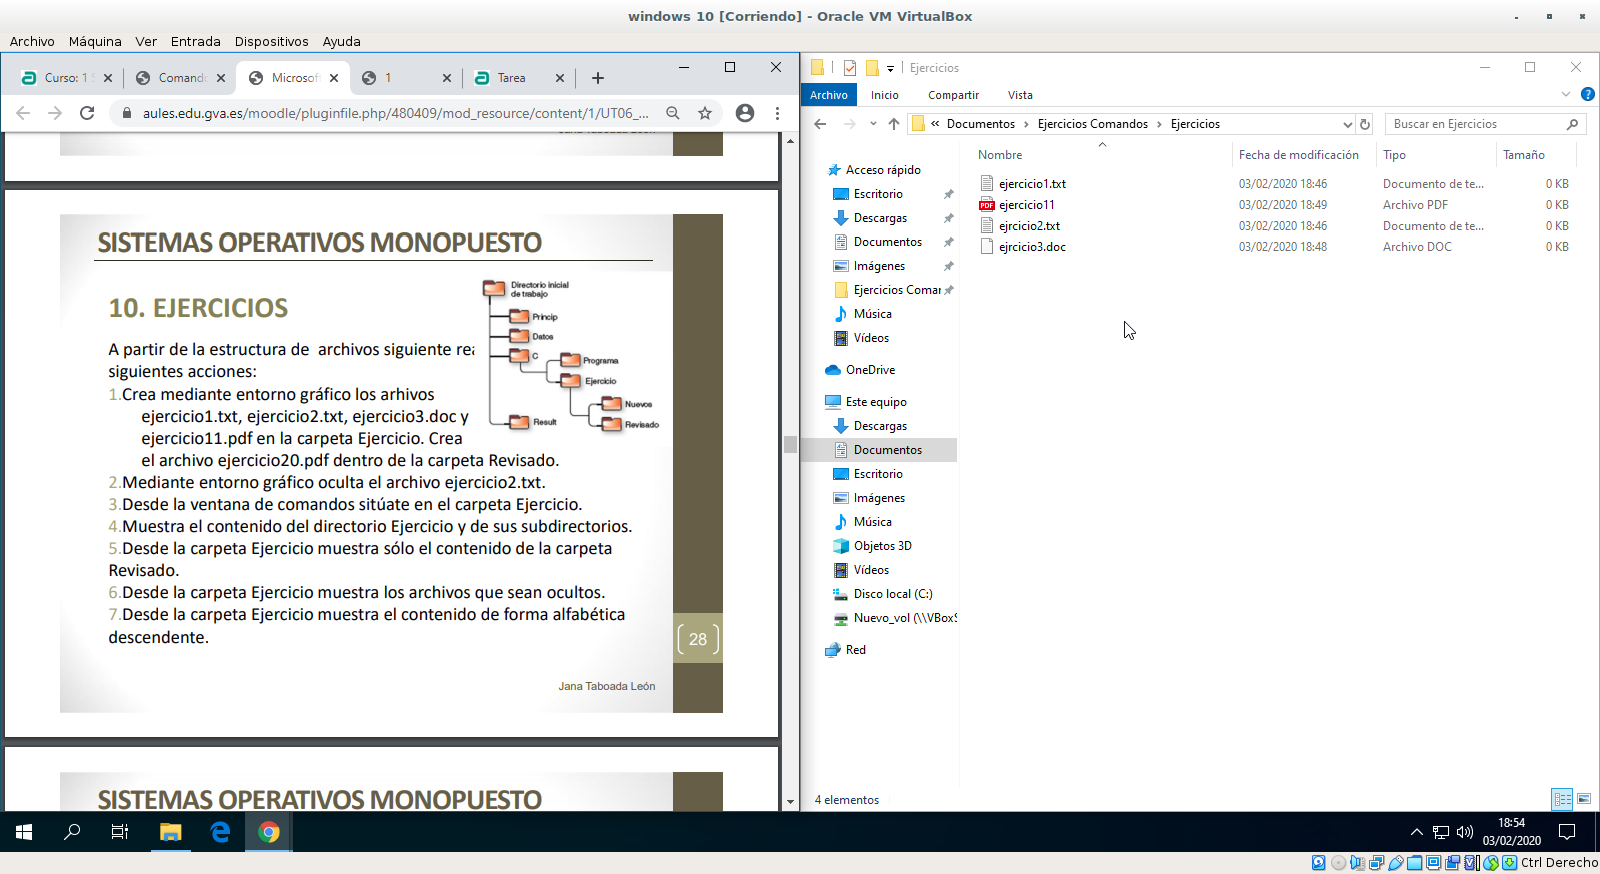 windows 10 [Corriendo] - Oracle VM VirtualBox
Archivo Máquina Ver Entrada Dispositivos Ayuda
Curso: 1
Comand
Microsof
1
Tarea
aules.edu.gva.es/moodle/pluginfile.php/480409/mod_resource/content/1/UT06_...
SISTEMAS OPERATIVOS MONOPUESTO
10. EJERCICIOS
A partir de la estructura de archivos siguiente rea
siguientes acciones:
1.Crea mediante entorno gráfico los arhivos
ejercicio1.txt, ejercicio2.txt, ejercicio3.doc y
ejercicio11.pdf en la carpeta Ejercicio. Crea
el archivo ejercicio20.pdf dentro de la carpeta Revisado.
2.Mediante entorno gráfico oculta el archivo ejercicio2.txt.
3.Desde la ventana de comandos sitúate en el carpeta Ejercicio.
4.Muestra el contenido del directorio Ejercicio y de sus subdirectorios.
5.Desde la carpeta Ejercicio muestra sólo el contenido de la carpeta
Revisado.
6.Desde la carpeta Ejercicio muestra los archivos que sean ocultos.
7.Desde la carpeta Ejercicio muestra el contenido de forma alfabética
descendente.
Directorio inicial
de trabajo
Princip
Datos
C
Programa
Ejercicio
Nuevos
Result
Revisado
28
Jana Taboada León
SISTEMAS OPERATIVOS MONOPUESTO
Ejercicios
Archivo Inicio Compartir Vista
« Documentos > Ejercicios Comandos > Ejercicios
Buscar en Ejercicios
Acceso rápido
Escritorio
Descargas
Documentos
Imágenes
Ejercicios Comar
Música
Vídeos
OneDrive
Este equipo
Descargas
Documentos
Escritorio
Imágenes
Música
Objetos 3D
Vídeos
Disco local (C:)
Nuevo_vol (\\VBoxS
Red
Nombre Fecha de modificación Tipo Tamaño
ejercicio1.txt 03/02/2020 18:46 Documento de te... 0 KB
PDF ejercicio11 03/02/2020 18:49 Archivo PDF 0 KB
ejrcicio2.txt 03/02/2020 18:46 Documento de te... 0 KB
ejrcicio3.doc 03/02/2020 18:48 Archivo DOC 0 KB
4 elementos
18:54
03/02/2020
Ctrl Derecho